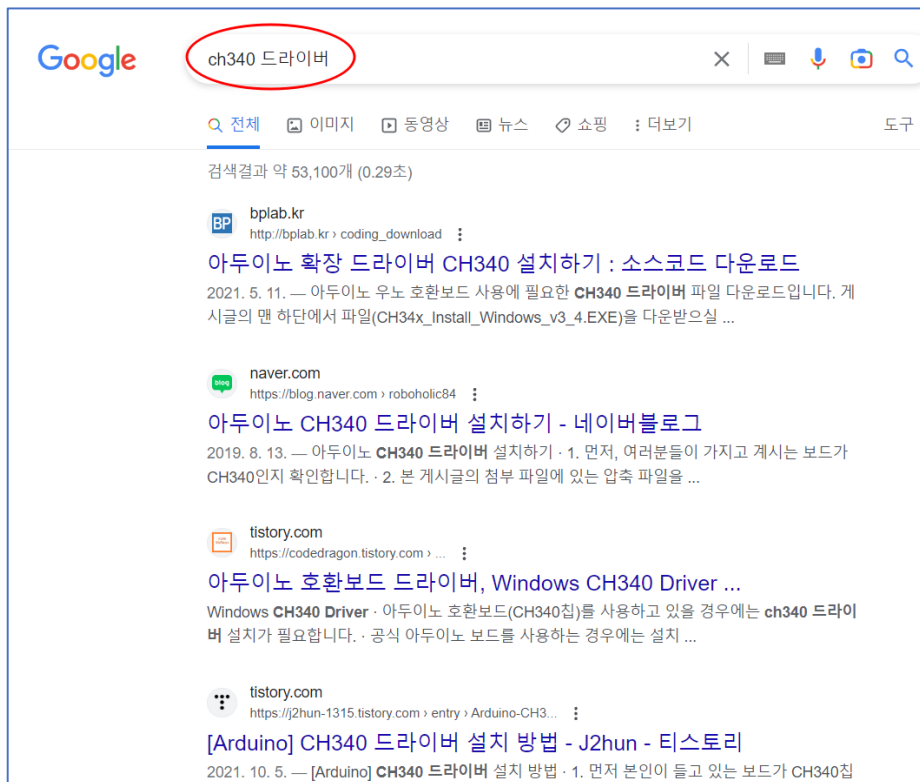 Google
ch340 드라이버
전체 이미지 동영상 뉴스 쇼핑 더보기 도구
검색결과 약 53,100개 (0.29초)
BP
bplab.kr
http://bplab.kr › coding_download
아두이노 확장 드라이버 CH340 설치하기 : 소스코드 다운로드
2021. 5. 11. — 아두이노 우노 호환보드 사용에 필요한 CH340 드라이버 파일 다운로드입니다. 게
시글의 맨 하단에서 파일(CH34x_Install_Windows_v3_4.EXE)을 다운받으실 ...
blog
naver.com
https://blog.naver.com › roboholic84
아두이노 CH340 드라이버 설치하기 - 네이버블로그
2019. 8. 13. — 아두이노 CH340 드라이버 설치하기 · 1. 먼저, 여러분들이 가지고 계시는 보드가
CH340인지 확인합니다. · 2. 본 게시글의 첨부 파일에 있는 압축 파일을 ...
tistory.com
https://codedragon.tistory.com › ...
아두이노 호환보드 드라이버, Windows CH340 Driver ...
Windows CH340 Driver · 아두이노 호환보드(CH340칩)를 사용하고 있을 경우에는 ch340 드라이
버 설치가 필요합니다. · 공식 아두이노 보드를 사용하는 경우에는 설치 ...
tistory.com
https://j2hun-1315.tistory.com › entry › Arduino-CH3...
[Arduino] CH340 드라이버 설치 방법 - J2hun - 티스토리
2021. 10. 5. — [Arduino] CH340 드라이버 설치 방법 · 1. 먼저 본인이 들고 있는 보드가 CH340칩